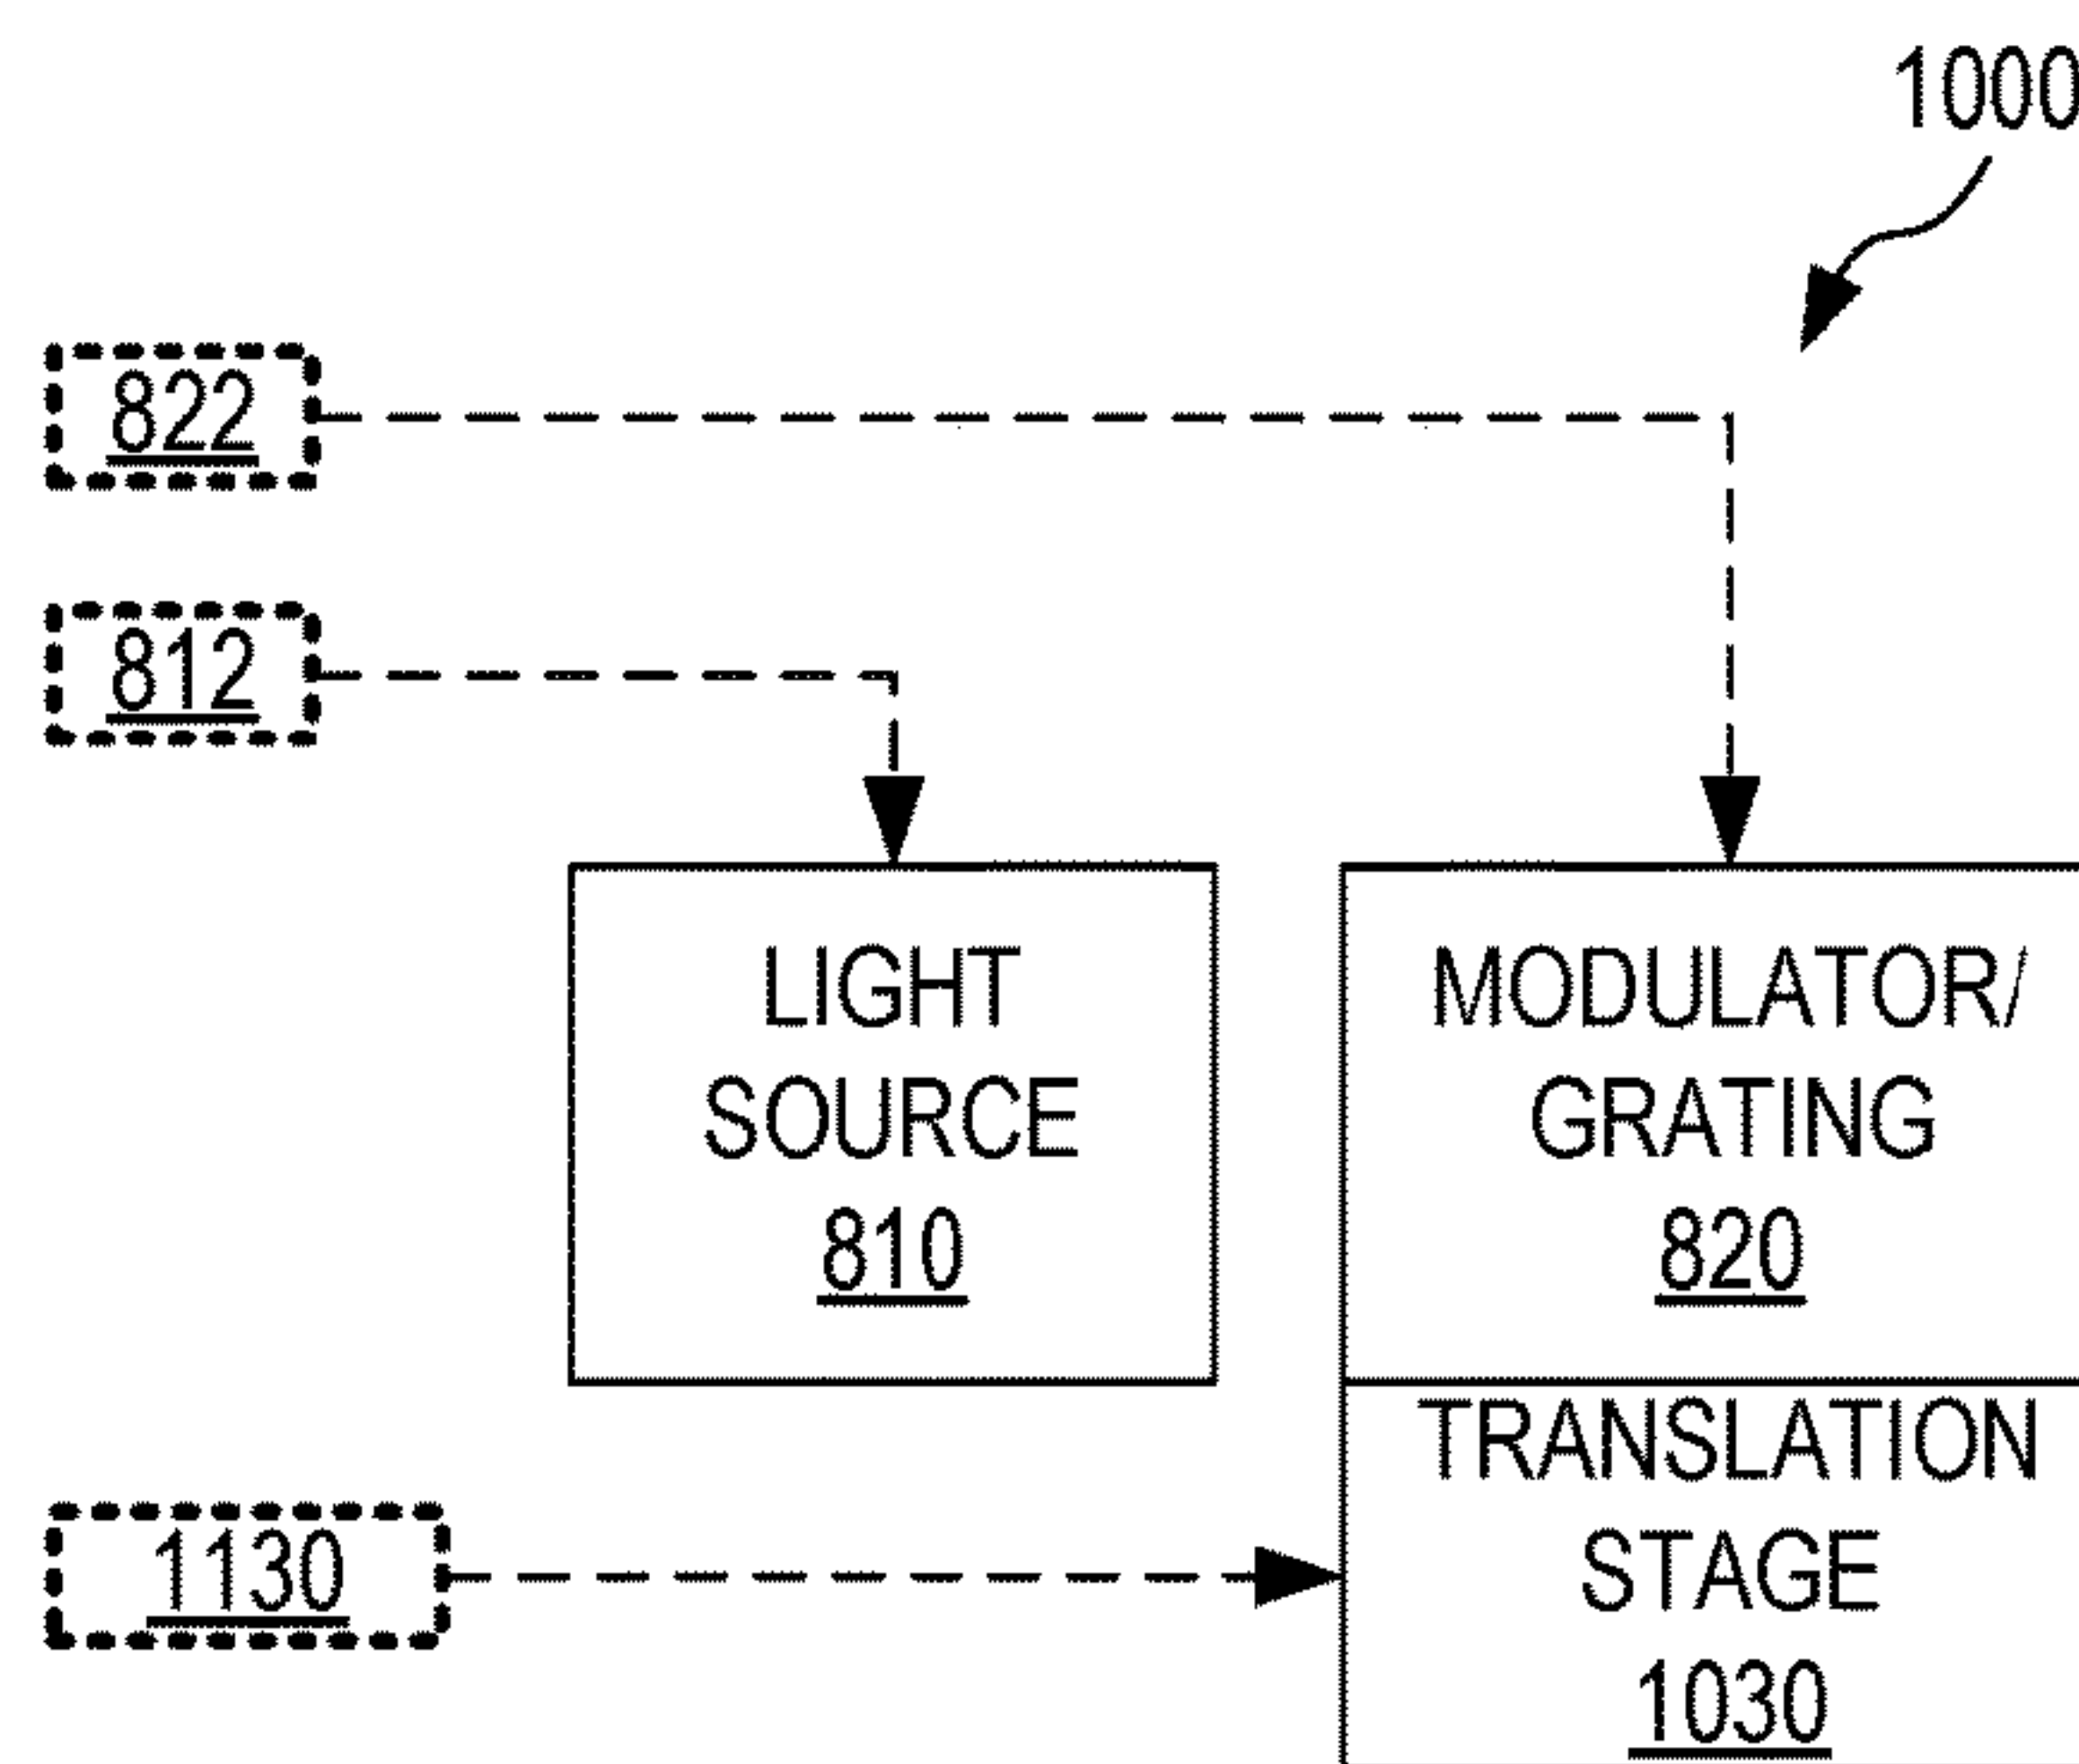 1000
822
812
LIGHT
SOURCE
810
MODULATOR/
GRATING
820
TRANSLATION
STAGE
1030
1130